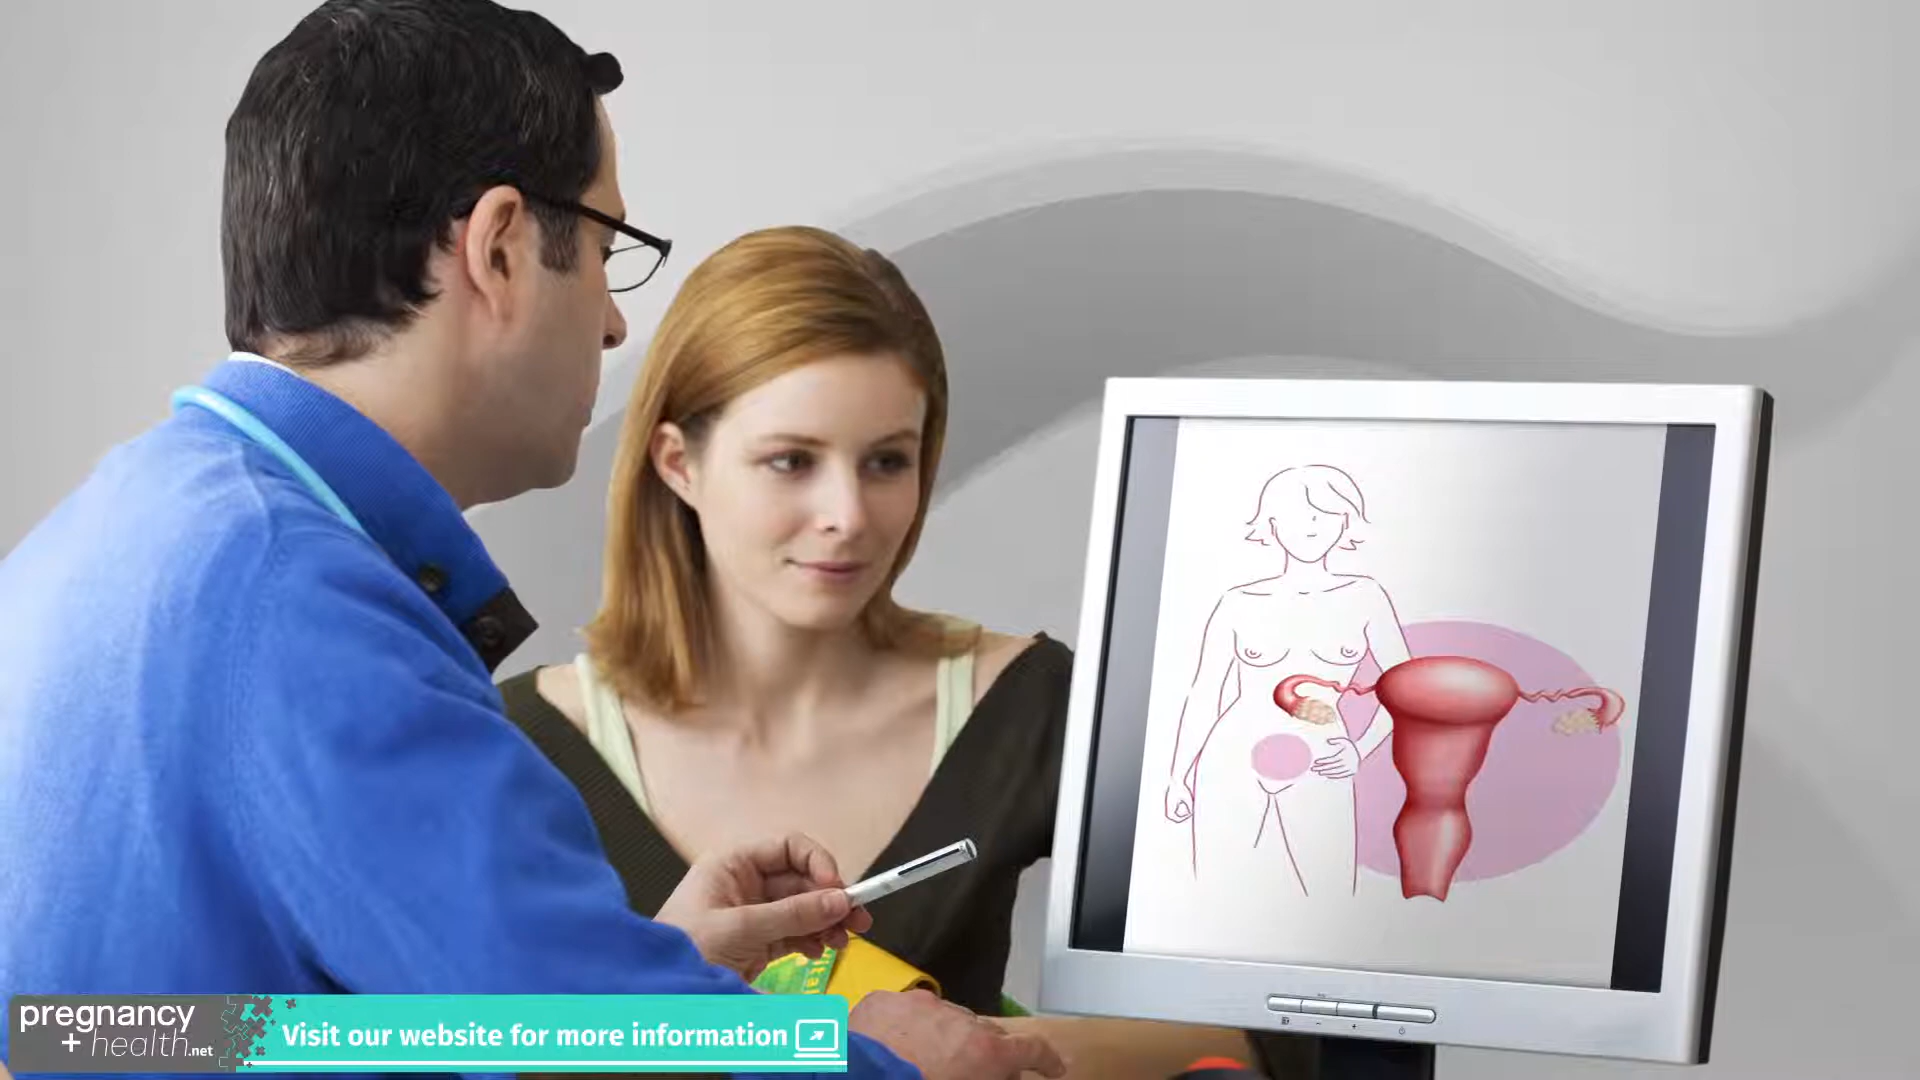 pregnancy
+ health.net
Visit our website for more information